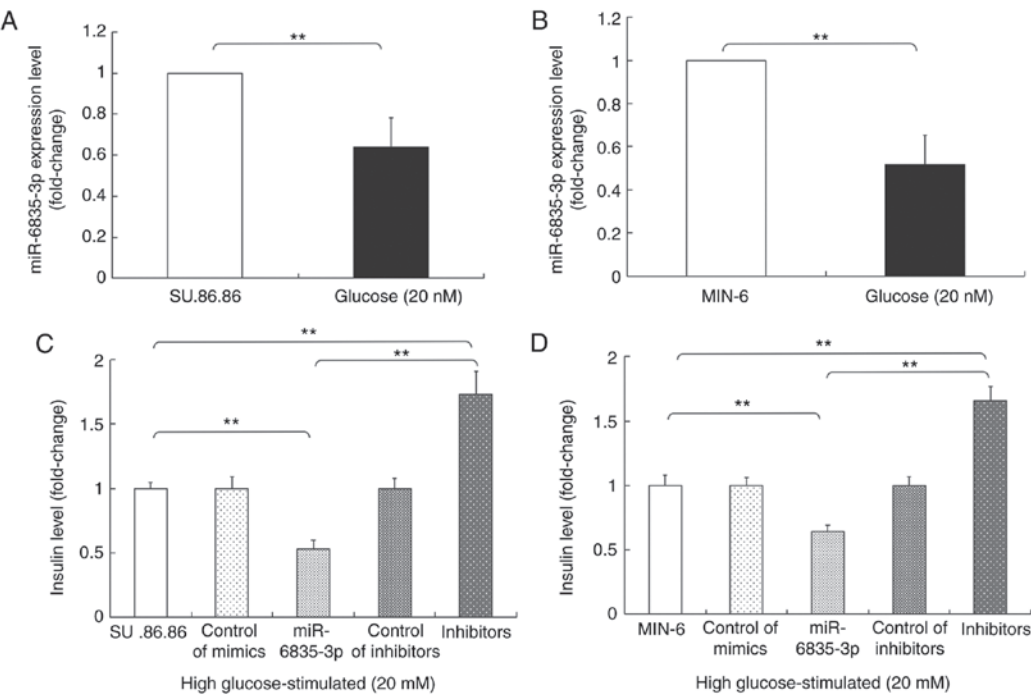 A
miR-6835-3p expression level
(fold-change)
1.2
1
0.8
0.6
0.4
0.2
0
**
SU.86.86
Glucose (20 nM)
B
miR-6835-3p expression level
(fold-change)
1.2
1
0.8
0.6
0.4
0.2
0
**
MIN-6
Glucose (20 nM)
C
Insulin level (fold-change)
2
1.5
1
0.5
0
**
**
**
SU .86.86
Control
of mimics
miR-
6835-3p
Control
of inhibitors
Inhibitors
High glucose-stimulated (20 mM)
D
Insulin level (fold-change)
2
1.5
1
0.5
0
**
**
**
MIN-6
Control of
mimics
miR-
6835-3p
Control of
inhibitors
Inhibitors
High glucose-stimulated (20 mM)